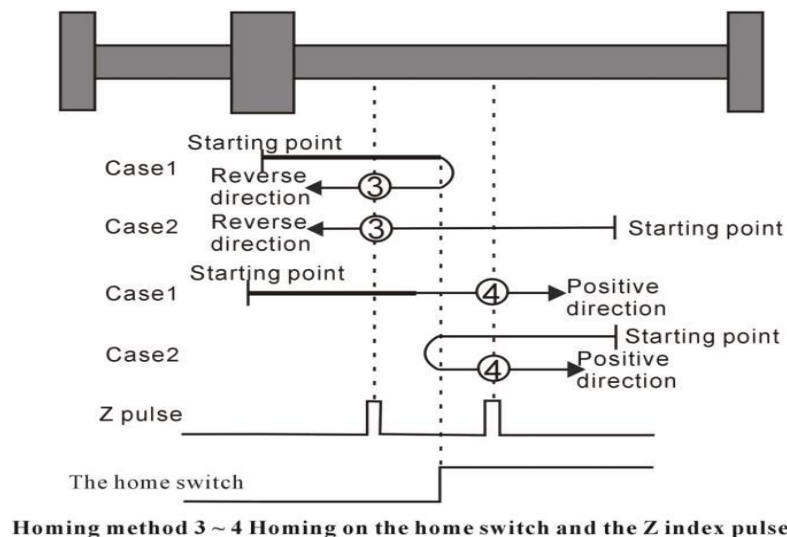 Starting point
Case1
Reverse
direction
3
Case2
Reverse
direction
3
Starting point
Starting point
Case1
4
Positive
direction
Starting point
Case2
4
Positive
direction
Z pulse
The home switch
Homing method 3 ~ 4 Homing on the home switch and the Z index pulse